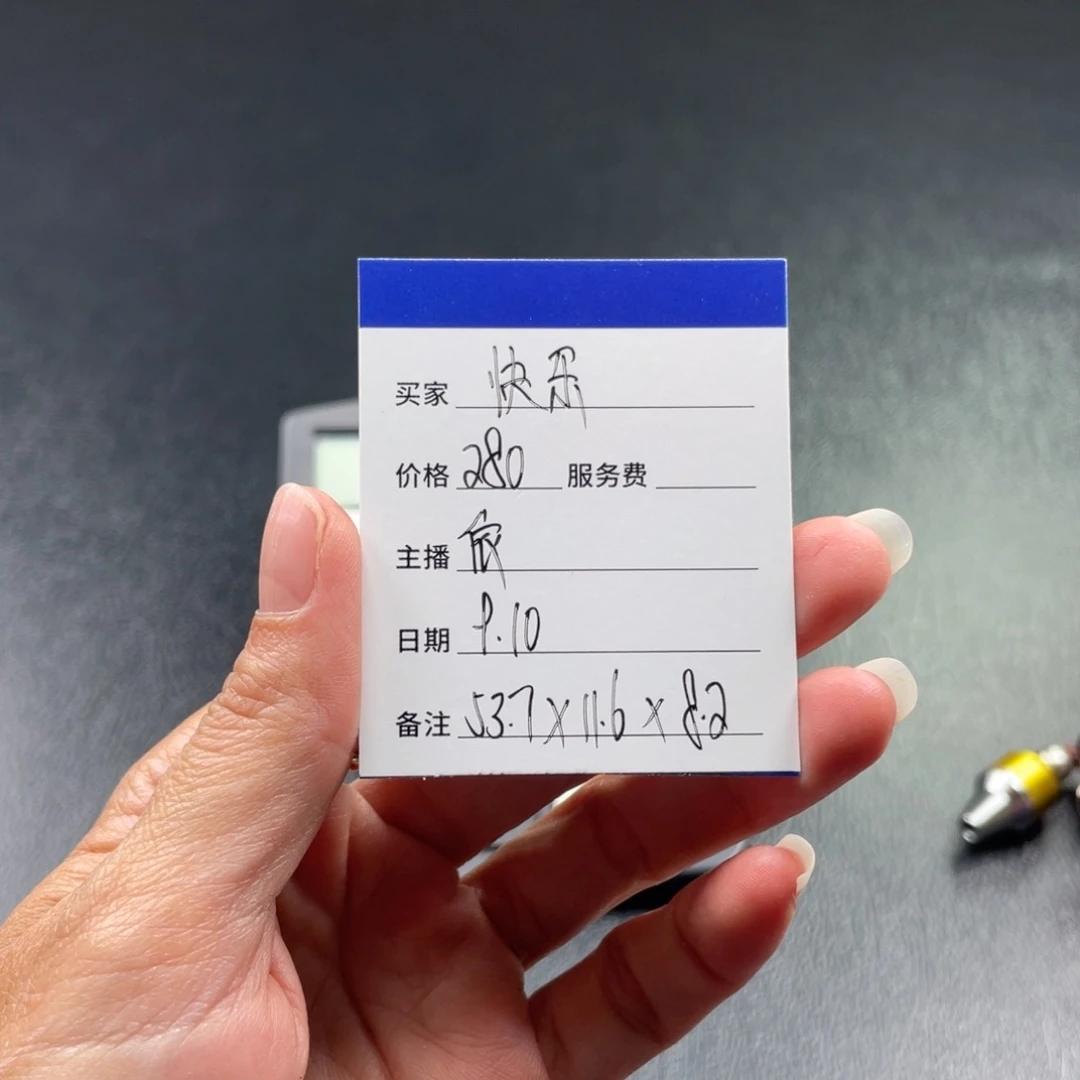 买家 快乐
价格 280 服务费
主播
日期 9.10
备注 53.7 x 11.6 x 8.2